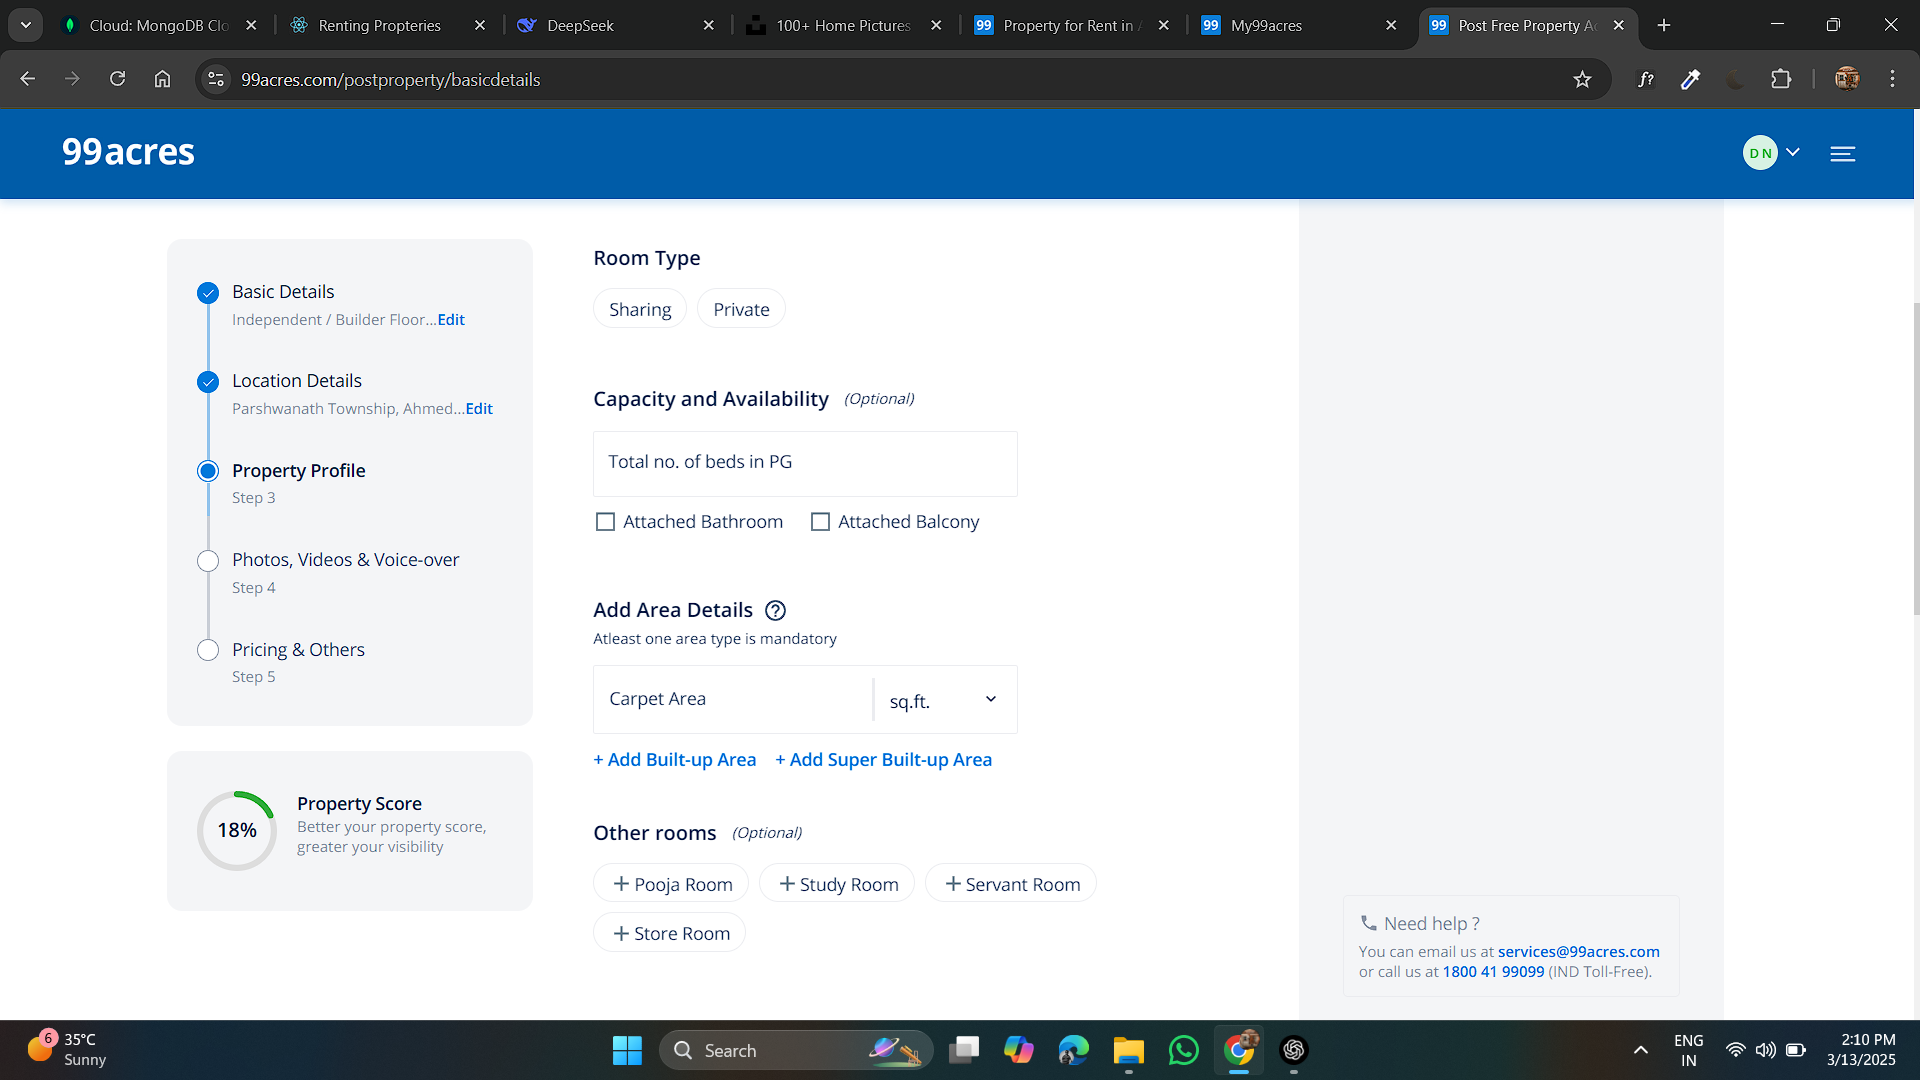 Cloud: MongoDB Clo
Renting Propteries
DeepSeek
100+ Home Pictures
99 Property for Rent in A
99 My99acres
99 Post Free Property Ad
99acres.com/postproperty/basicdetails
f?
99acres
DN
Basic Details
Independent / Builder Floor...Edit
Location Details
Parshwanath Township, Ahmed...Edit
Property Profile
Step 3
Photos, Videos & Voice-over
Step 4
Pricing & Others
Step 5
18%
Property Score
Better your property score,
greater your visibility
Room Type
Sharing Private
Capacity and Availability (Optional)
Total no. of beds in PG
Attached Bathroom Attached Balcony
Add Area Details ?
Atleast one area type is mandatory
Carpet Area sq.ft.
+ Add Built-up Area + Add Super Built-up Area
Other rooms (Optional)
+ Pooja Room + Study Room + Servant Room
+ Store Room
Need help ?
You can email us at services@99acres.com
or call us at 1800 41 99099 (IND Toll-Free).
6
35°C
Sunny
Search
ENG
IN
2:10 PM
3/13/2025